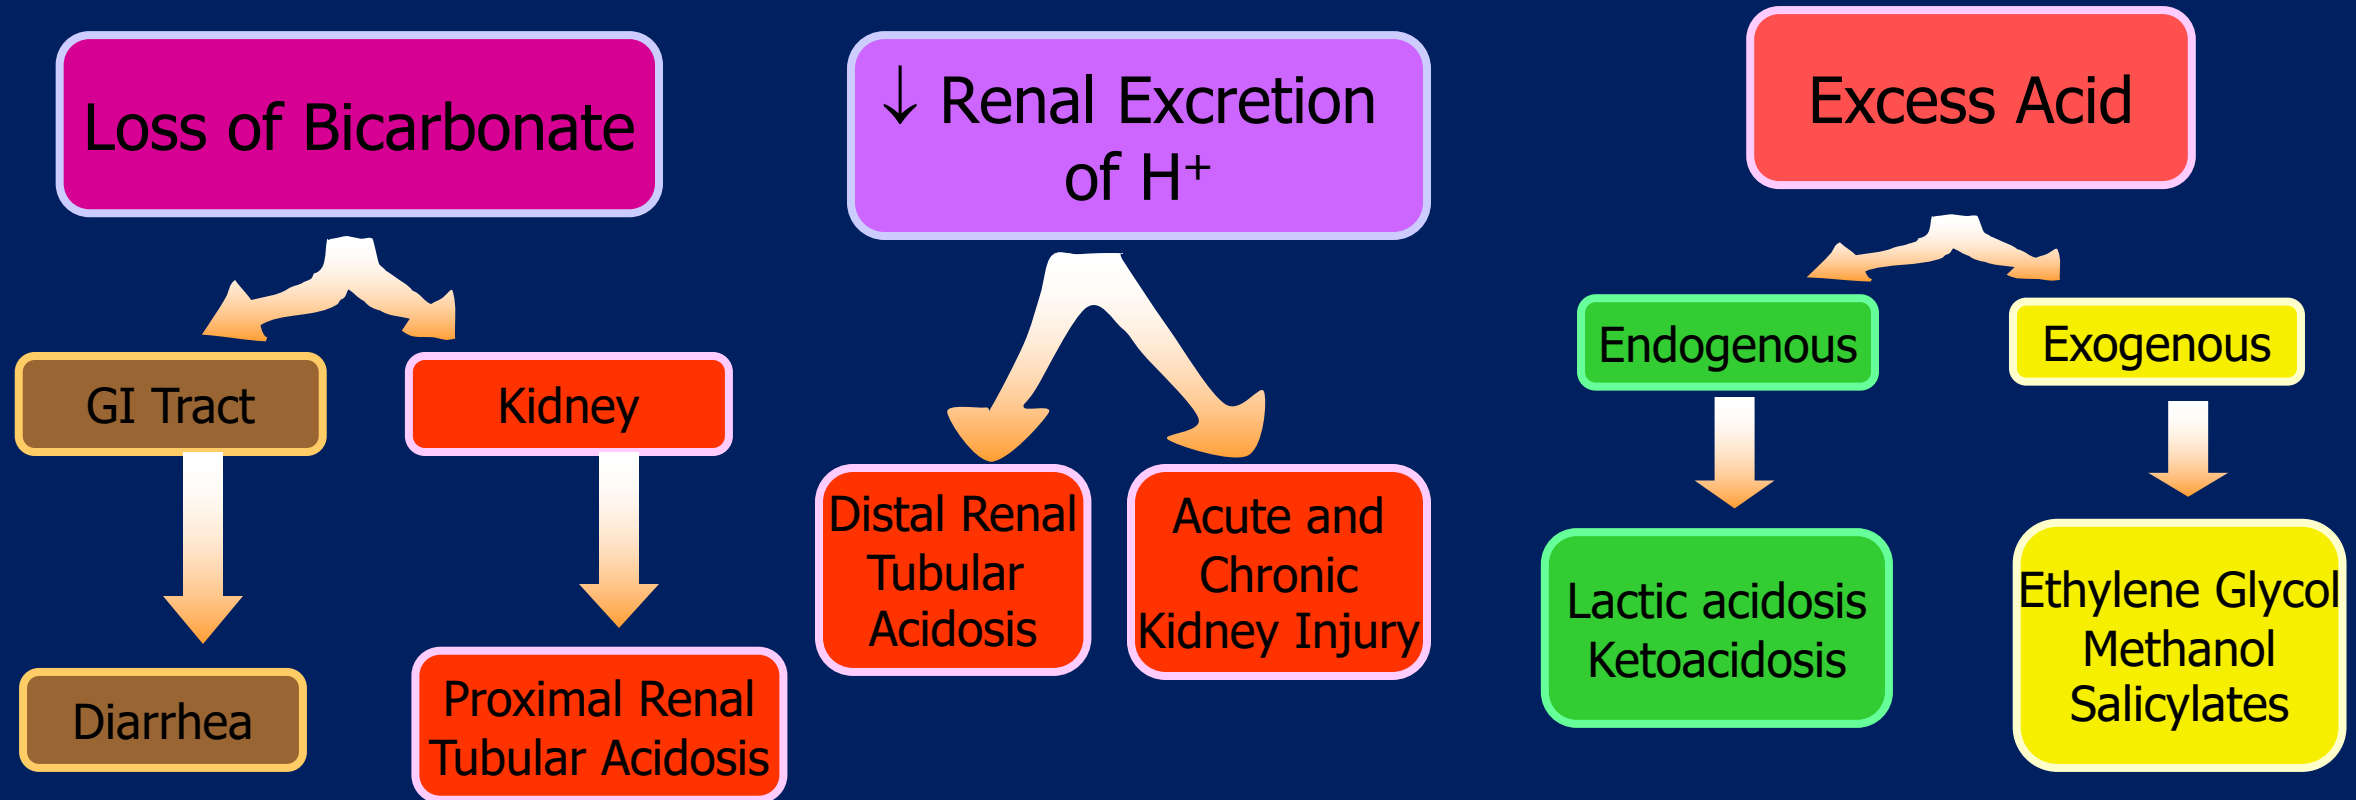 Loss of Bicarbonate
GI Tract
Diarrhea
Kidney
Proximal Renal
Tubular Acidosis
↓ Renal Excretion
of H⁺
Distal Renal
Tubular
Acidosis
Acute and
Chronic
Kidney Injury
Excess Acid
Endogenous
Lactic acidosis
Ketoacidosis
Exogenous
Ethylene Glycol
Methanol
Salicylates